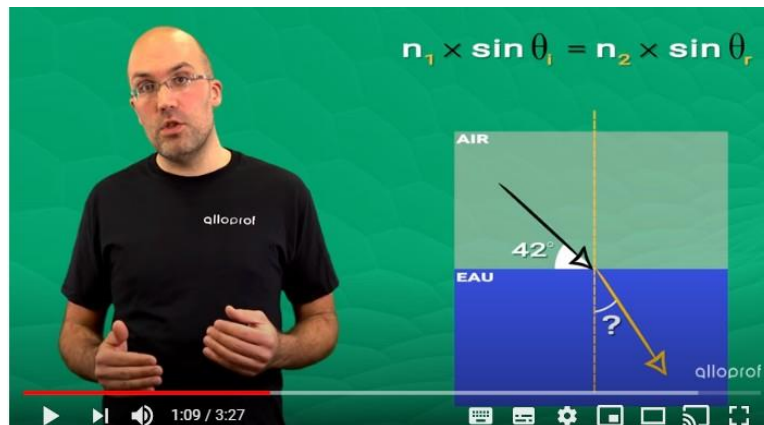 n₁ × sin θᵢ = n₂ × sin θᵣ
AIR
42°
EAU
?
alloprof
alloprof
1:09 / 3:27